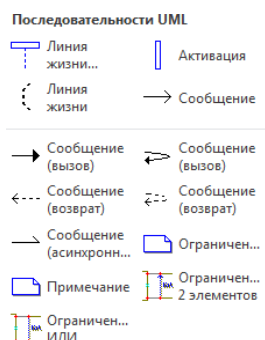 Последовательности UML
Линия
жизни...
Активация
Линия
жизни
Сообщение
Сообщение
(вызов)
Сообщение
(вызов)
Сообщение
(возврат)
Сообщение
(возврат)
Сообщение
(асинхронн...
Ограничен...
Примечание
Ограничен...
2 элементов
Ограничен...
ИЛИ